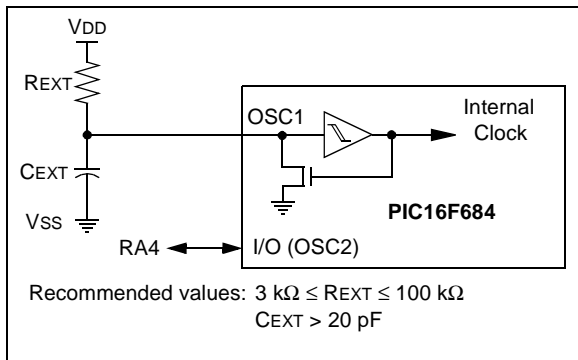 VDD
REXT
OSC1
Internal
Clock
CEXT
PIC16F684
VSS
RA4
I/O (OSC2)
Recommended values: 3 kΩ ≤ REXT ≤ 100 kΩ
CEXT > 20 pF